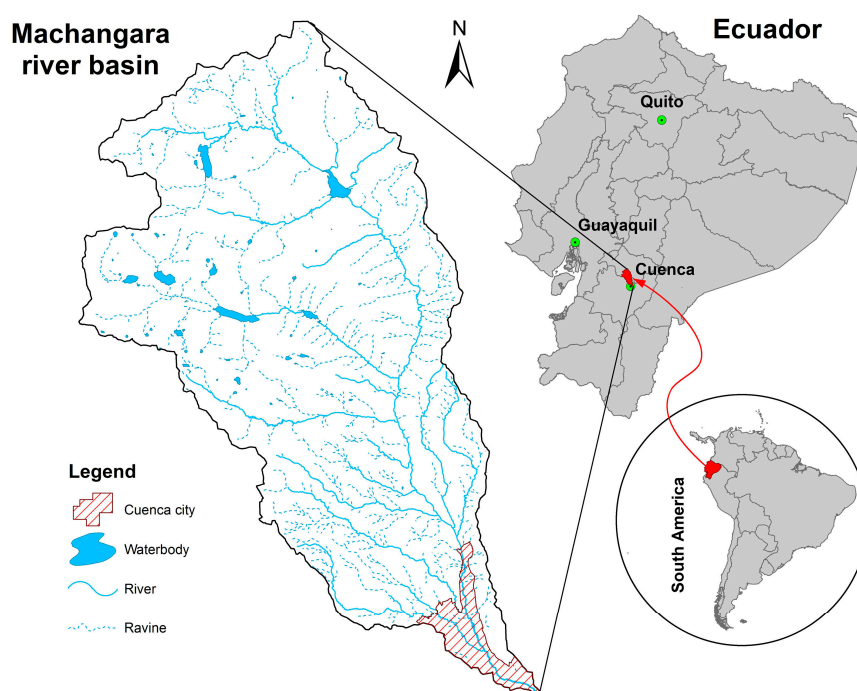 Machangara
river basin
N
Ecuador
Quito
Guayaquil
Cuenca
Legend
Cuenca city
Waterbody
River
Ravine
South America